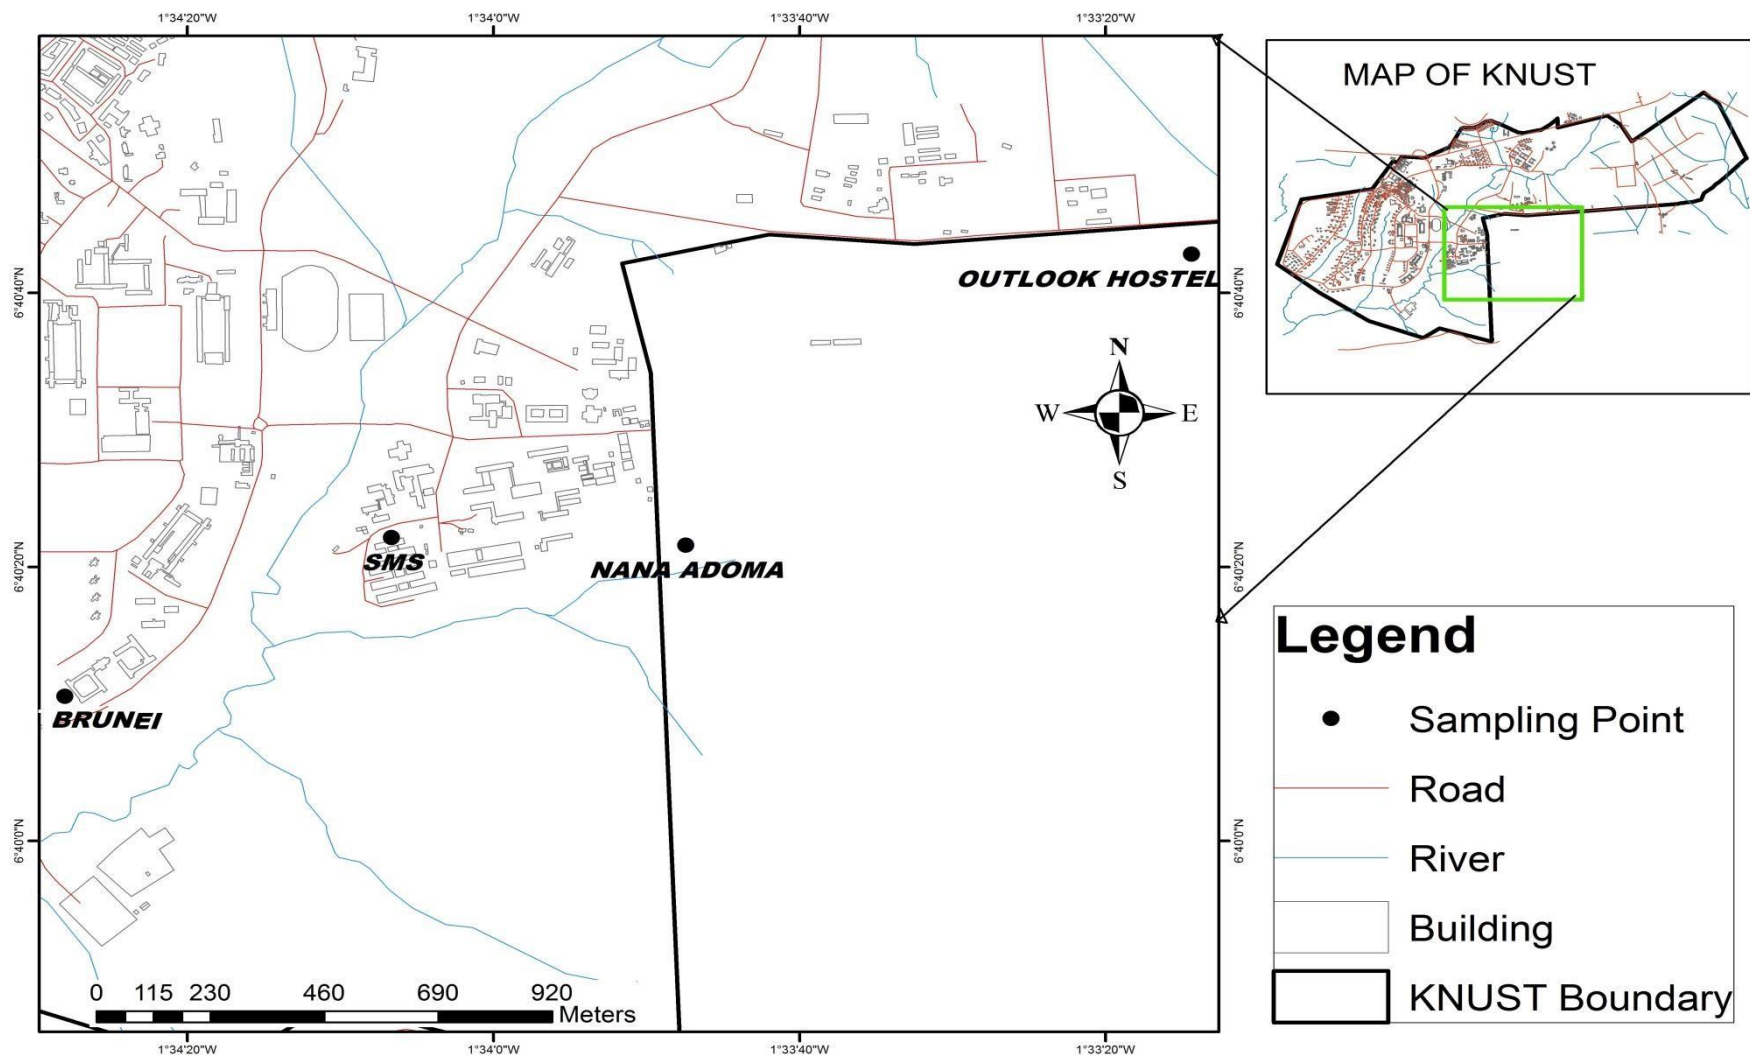 1°34'20"W
1°34'0"W
1°33'40"W
1°33'20"W
MAP OF KNUST
6°40'40"N
OUTLOOK HOSTEL
6°40'40"N
N
W
E
S
SMS
NANA ADOMA
6°40'20"N
6°40'20"N
BRUNEI
6°40'0"N
6°40'0"N
Legend
Sampling Point
Road
River
Building
KNUST Boundary
0 115 230 460 690 920
Meters
1°34'20"W
1°34'0"W
1°33'40"W
1°33'20"W